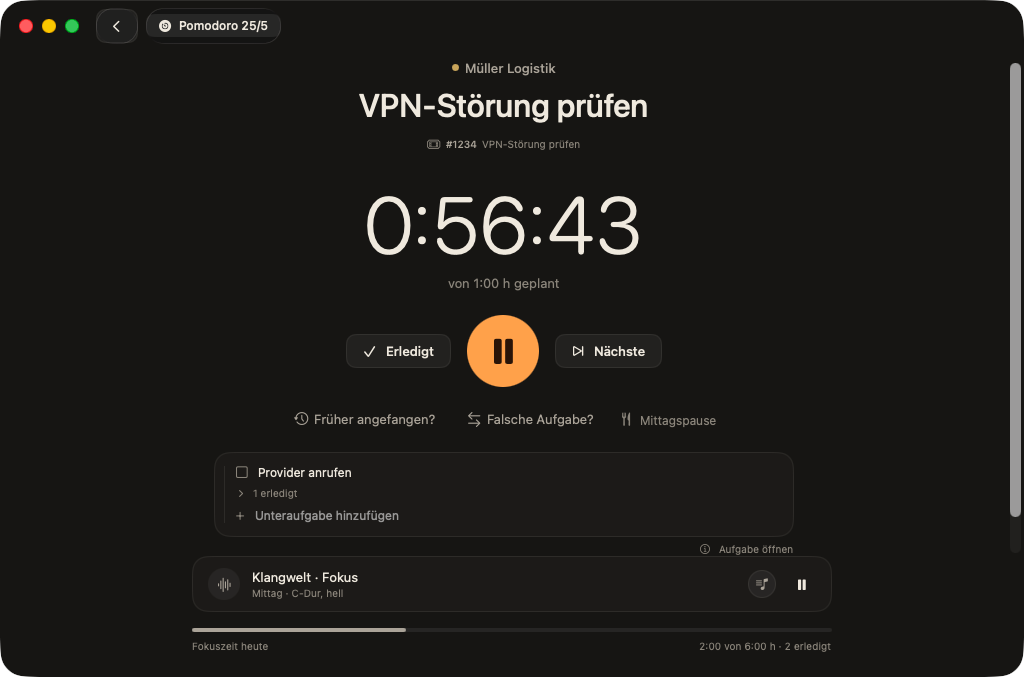 Pomodoro 25/5
Müller Logistik
VPN-Störung prüfen
#1234 VPN-Störung prüfen
0:56:43
von 1:00 h geplant
Erledigt
Nächste
Früher angefangen? Falsche Aufgabe? Mittagspause
Provider anrufen
1 erledigt
Unteraufgabe hinzufügen
Aufgabe öffnen
Klangwelt · Fokus
Mittag · C-Dur, hell
Fokuszeit heute 2:00 von 6:00 h · 2 erledigt